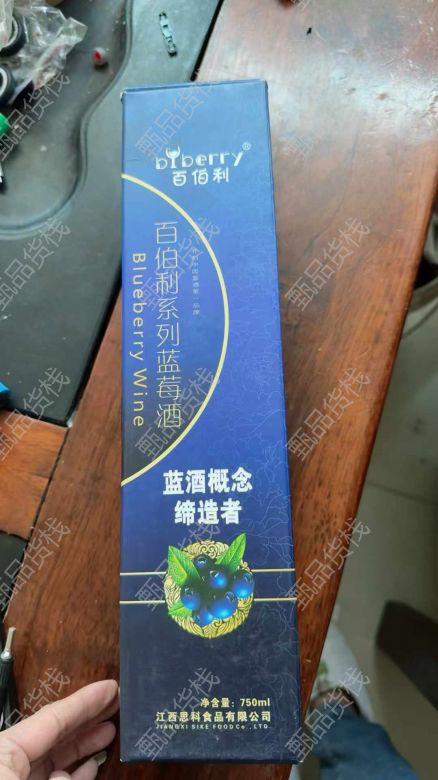 biberry®
百伯利
百伯利系列蓝莓酒
Blueberry Wine
蓝酒概念
缔造者
净含量：750ml
江西思科食品有限公司
JIANGXI SIKE FOOD Co., LTD.
甄品货栈